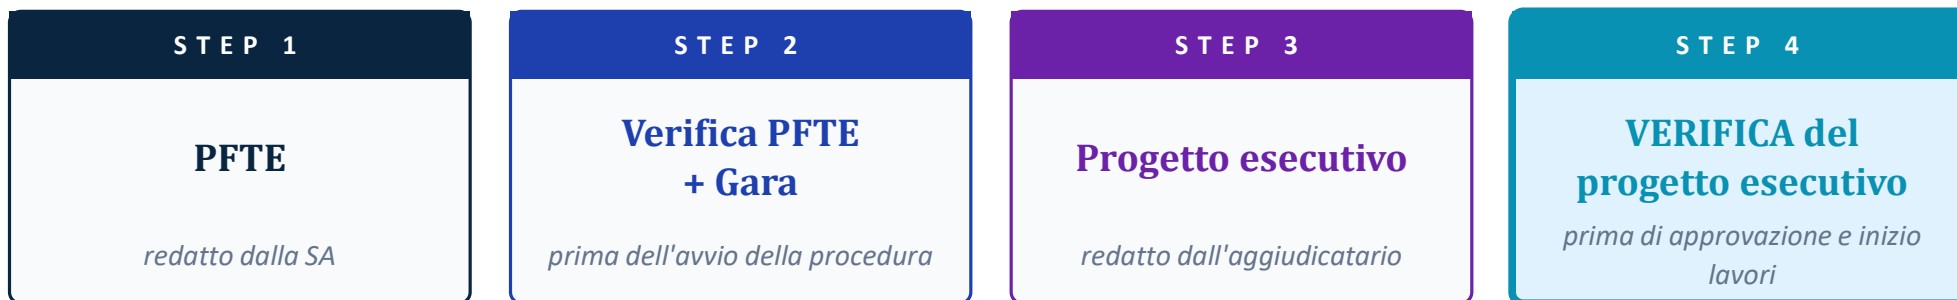 STEP 1
PFTE
redatto dalla SA
STEP 2
Verifica PFTE
+ Gara
prima dell'avvio della procedura
STEP 3
Progetto esecutivo
redatto dall'aggiudicatario
STEP 4
VERIFICA del
progetto esecutivo
prima di approvazione e inizio
lavori